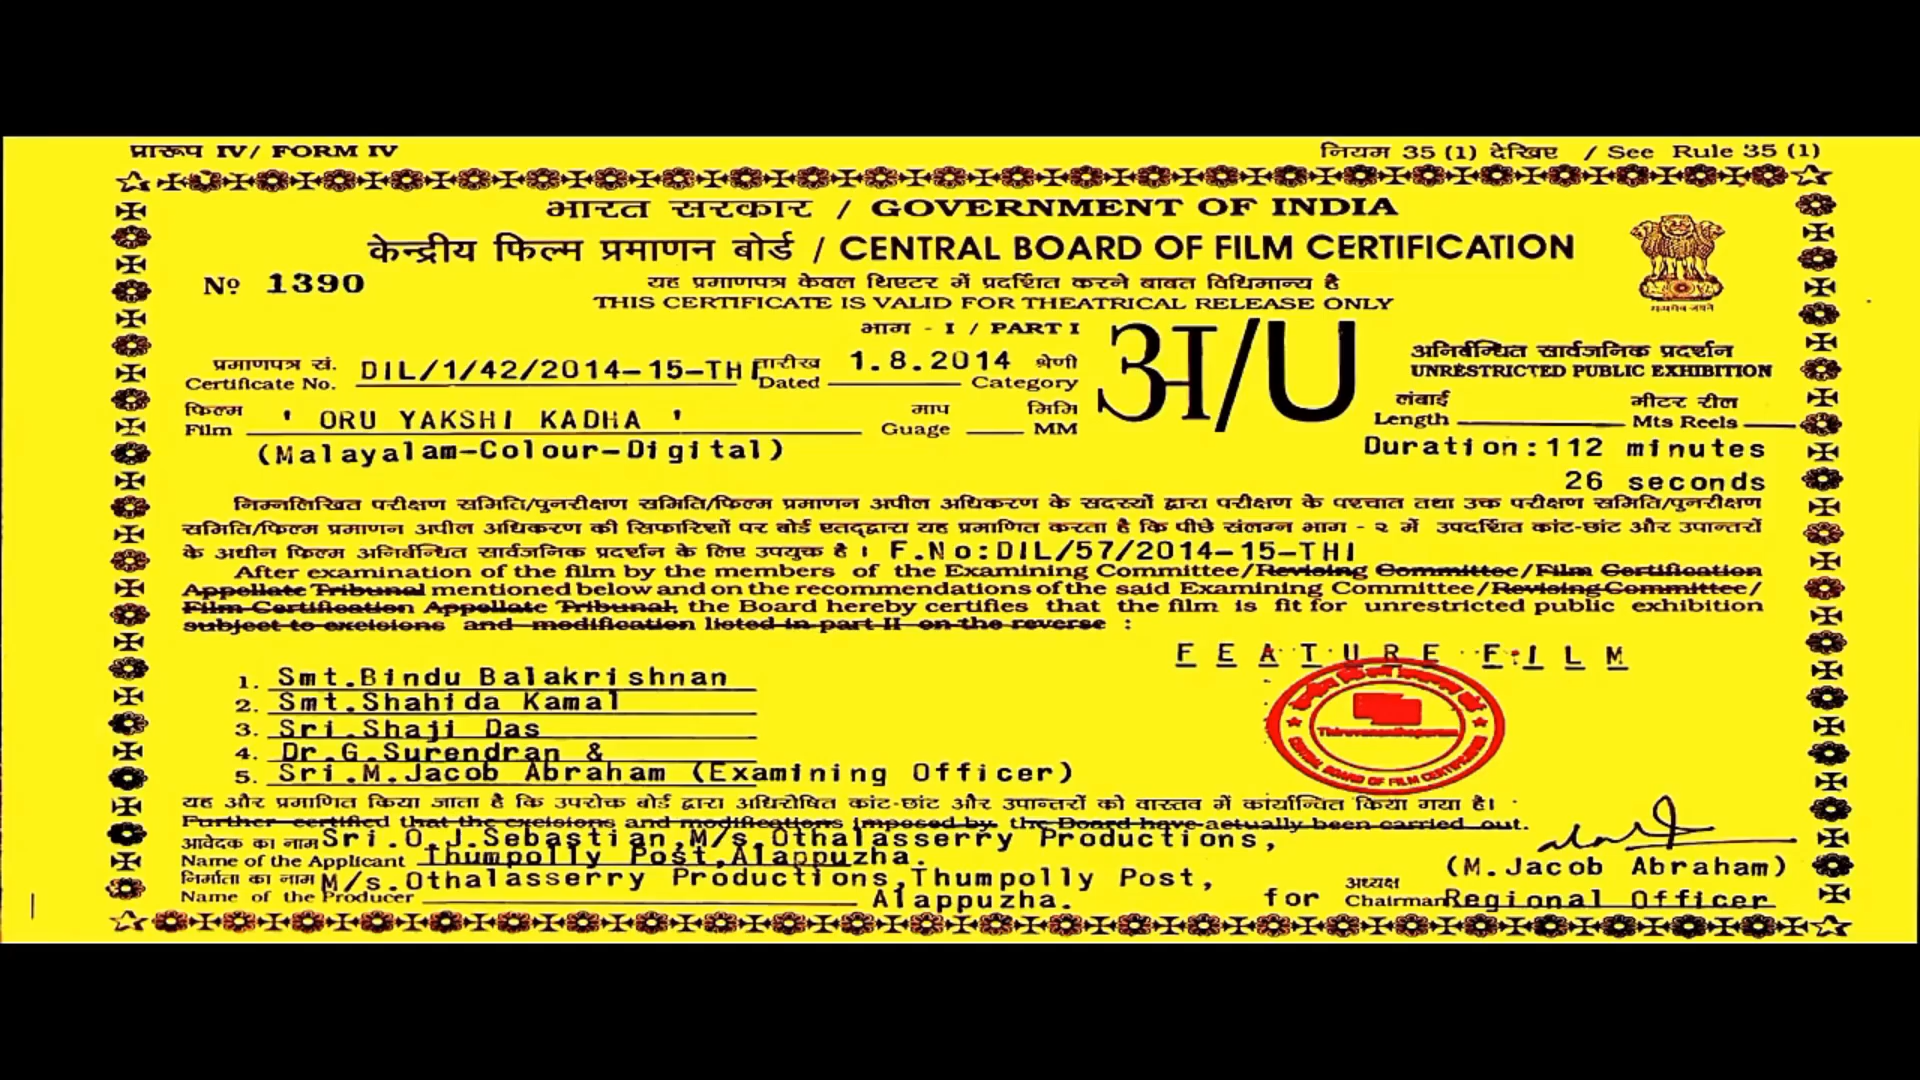 प्रारूप IV/ FORM IV
नियम 35 (1) देखिए / See Rule 35 (1)
भारत सरकार / GOVERNMENT OF INDIA
केन्द्रीय फिल्म प्रमाणन बोर्ड / CENTRAL BOARD OF FILM CERTIFICATION
Nº 1390
यह प्रमाणपत्र केवल थिएटर में प्रदर्शित करने बाबत विधिमान्य है
THIS CERTIFICATE IS VALID FOR THEATRICAL RELEASE ONLY
सत्यमेव जयते
भाग - I / PART I
प्रमाणपत्र सं. DIL/1/42/2014-15-THI तारीख 1.8.2014 श्रेणी अ/U अनिर्बन्धित सार्वजनिक प्रदर्शन
Certificate No. Dated Category UNRESTRICTED PUBLIC EXHIBITION
फिल्म ' ORU YAKSHI KADHA ' माप मिमि लंबाई मीटर रील
Film Guage MM Length Mts Reels
(Malayalam-Colour-Digital) Duration:112 minutes
26 seconds
निम्नलिखित परीक्षण समिति/पुनरीक्षण समिति/फिल्म प्रमाणन अपील अधिकरण के सदस्यों द्वारा परीक्षण के पश्चात तथा उक्त परीक्षण समिति/पुनरीक्षण
समिति/फिल्म प्रमाणन अपील अधिकरण की सिफारिशों पर बोर्ड एतद्द्वारा यह प्रमाणित करता है कि पीछे संलग्न भाग - २ में उपदर्शित कांट-छांट और उपान्तरों
के अधीन फिल्म अनिर्बन्धित सार्वजनिक प्रदर्शन के लिए उपयुक्त है। F.No:DIL/57/2014-15-THI
After examination of the film by the members of the Examining Committee/Revising Committee/Film Certification
Appellate Tribunal mentioned below and on the recommendations of the said Examining Committee/Revising Committee/
Film Certification Appellate Tribunal, the Board hereby certifies that the film is fit for unrestricted public exhibition
subject to excisions and modification listed in part II on the reverse :
FEATURE FILM
1. Smt.Bindu Balakrishnan
2. Smt.Shahida Kamal
3. Sri.Shaji Das
4. Dr.G.Surendran &
5. Sri.M.Jacob Abraham (Examining Officer)
Thiruvananthapuram
CENTRAL BOARD OF FILM CERTIFICATION
यह और प्रमाणित किया जाता है कि उपरोक्त बोर्ड द्वारा अधिरोपित कांट-छांट और उपान्तरों को वास्तव में कार्यान्वित किया गया है।
Further certified that the excisions and modifications imposed by the Board have actually been carried out.
आवेदक का नाम Sri.O.J.Sebastian,M/s.Othalasserry Productions,
Name of the Applicant Thumpolly Post,Alappuzha.
(M.Jacob Abraham)
निर्माता का नाम M/s.Othalasserry Productions,Thumpolly Post,
Name of the Producer Alappuzha.
for अध्यक्ष
Chairman Regional Officer